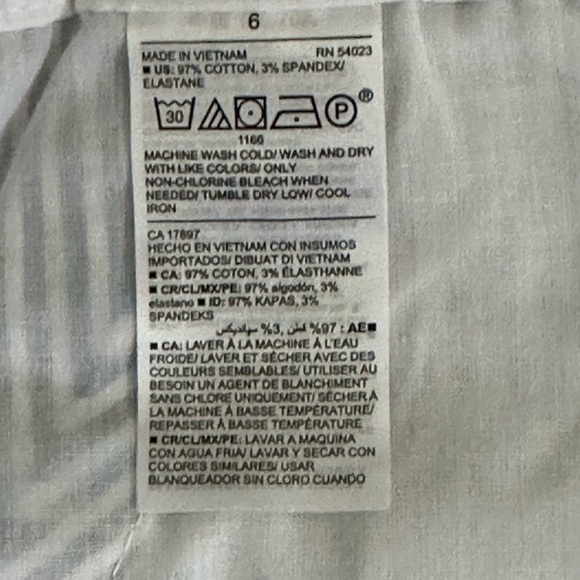 6
MADE IN VIETNAM RN 54023
■ US: 97% COTTON, 3% SPANDEX/
ELASTANE
30 P ®
1166
MACHINE WASH COLD/ WASH AND DRY
WITH LIKE COLORS/ ONLY
NON-CHLORINE BLEACH WHEN
NEEDED/ TUMBLE DRY LOW/ COOL
IRON
CA 17897
HECHO EN VIETNAM CON INSUMOS
IMPORTADOS/ DIBUAT DI VIETNAM
■ CA: 97% COTON, 3% ÉLASTHANNE
■ CR/CL/MX/PE: 97% algodón, 3%
elastano ■ ID: 97% KAPAS, 3%
SPANDEKS
■AE : 97% قطن, 3% سباندیکس
■ CA: LAVER À LA MACHINE À L'EAU
FROIDE/ LAVER ET SÉCHER AVEC DES
COULEURS SEMBLABLES/ UTILISER AU
BESOIN UN AGENT DE BLANCHIMENT
SANS CHLORE UNIQUEMENT/ SÉCHER À
LA MACHINE À BASSE TEMPÉRATURE/
REPASSER À BASSE TEMPÉRATURE
■ CR/CL/MX/PE: LAVAR A MAQUINA
CON AGUA FRIA/ LAVAR Y SECAR CON
COLORES SIMILARES/ USAR
BLANQUEADOR SIN CLORO CUANDO